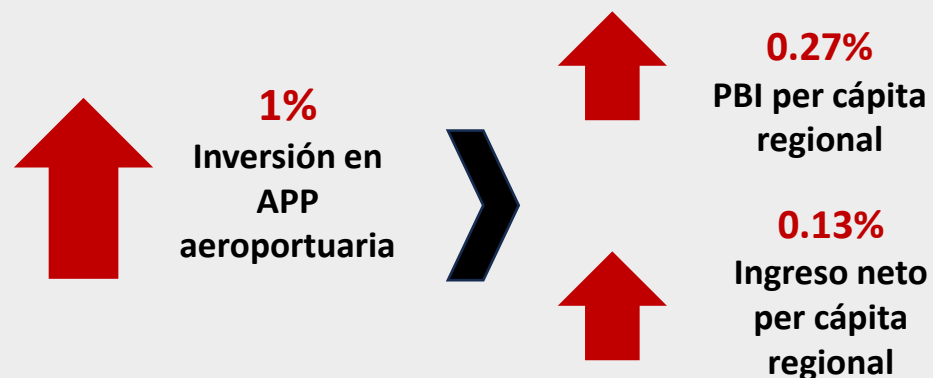 1%
Inversión en
APP
aeroportuaria
0.27%
PBI per cápita
regional
0.13%
Ingreso neto
per cápita
regional